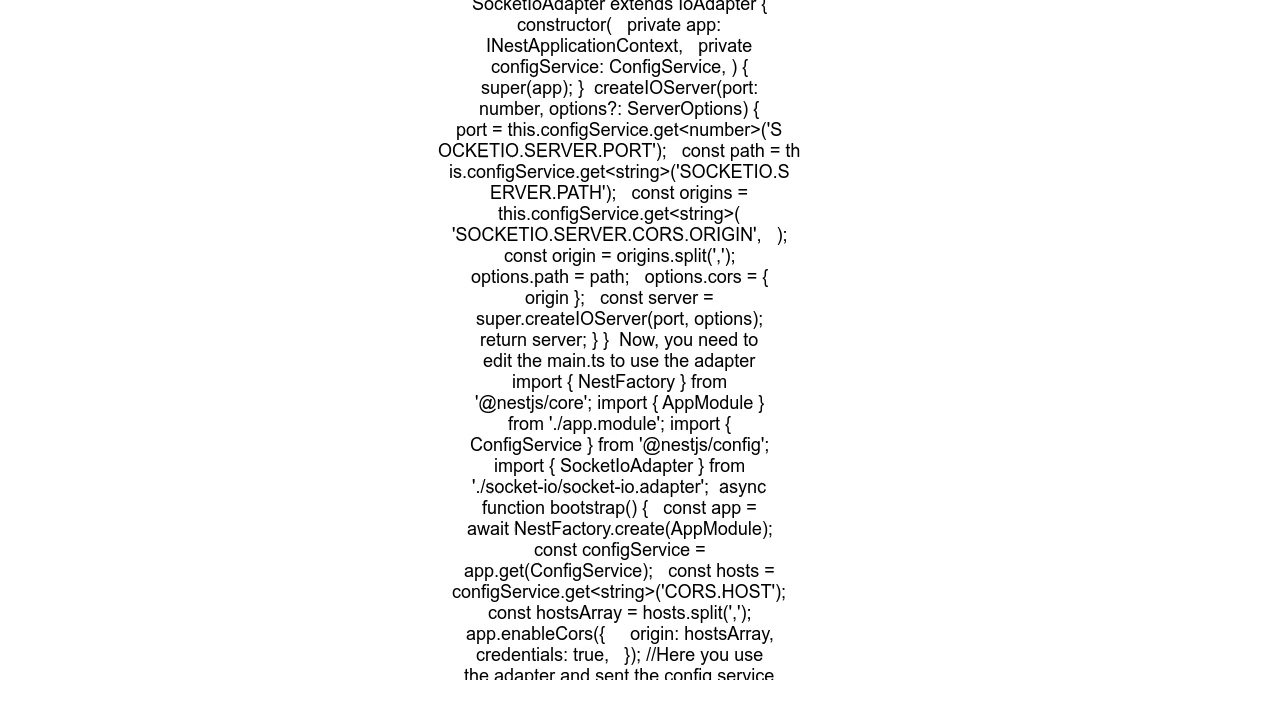 SocketIoAdapter extends IoAdapter {
constructor(   private app:
INestApplicationContext,   private
configService: ConfigService, ) {
super(app); }  createIOServer(port:
number, options?: ServerOptions) {
port = this.configService.get<number>('S
OCKETIO.SERVER.PORT');   const path = th
is.configService.get<string>('SOCKETIO.S
ERVER.PATH');   const origins =
this.configService.get<string>(
'SOCKETIO.SERVER.CORS.ORIGIN',   );
const origin = origins.split(',');
options.path = path;   options.cors = {
origin };   const server =
super.createIOServer(port, options);
return server; } }  Now, you need to
edit the main.ts to use the adapter
import { NestFactory } from
'@nestjs/core'; import { AppModule }
from './app.module'; import {
ConfigService } from '@nestjs/config';
import { SocketIoAdapter } from
'./socket-io/socket-io.adapter';  async
function bootstrap() {   const app =
await NestFactory.create(AppModule);
const configService =
app.get(ConfigService);   const hosts =
configService.get<string>('CORS.HOST');
const hostsArray = hosts.split(',');
app.enableCors({     origin: hostsArray,
credentials: true,   }); //Here you use
the adapter and sent the config service